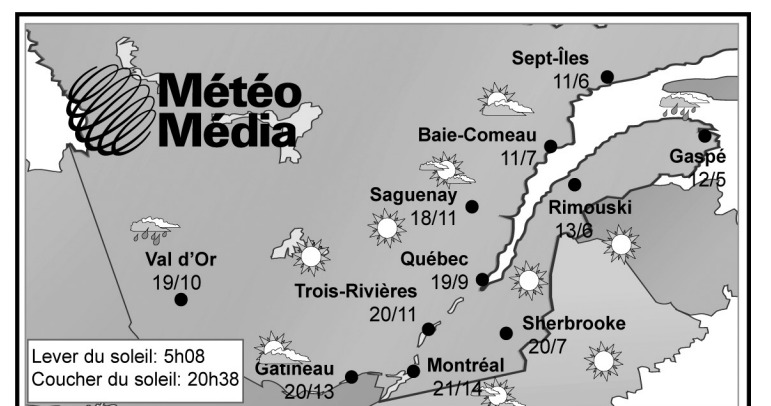 Météo
Média
Sept-Îles
11/6
Baie-Comeau
11/7
Gaspé
12/5
Saguenay
18/11
Rimouski
13/6
Val d'Or
19/10
Québec
19/9
Trois-Rivières
20/11
Sherbrooke
20/7
Gatineau
20/13
Montréal
21/14
Lever du soleil: 5h08
Coucher du soleil: 20h38